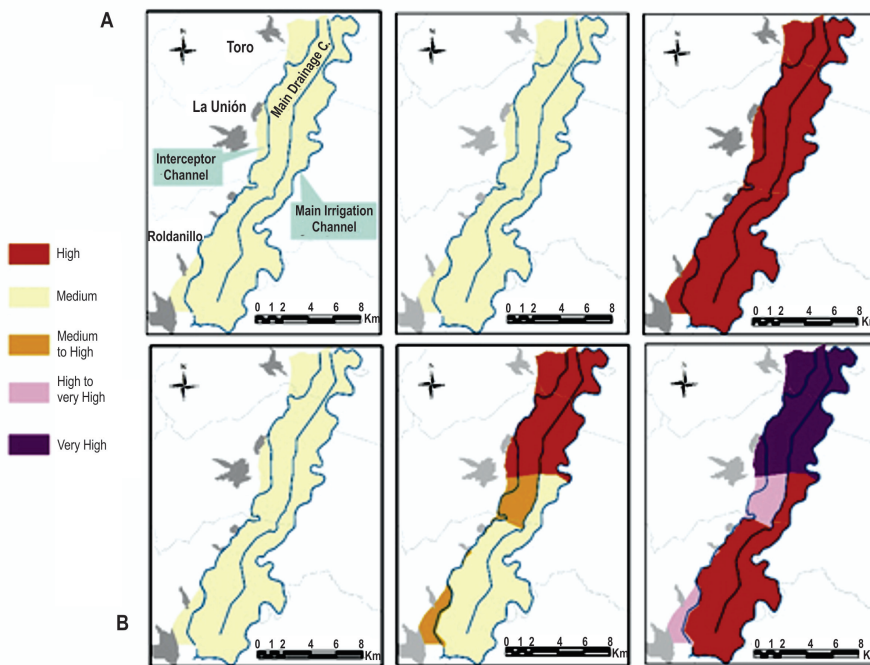 A
Toro
Main Drainage C.
La Unión
Interceptor
Channel
Main Irrigation
Channel
Roldanillo
0 1 2 4 6 8
Km
0 1 2 4 6 8
Km
0 1 2 4 6 8
Km
High
Medium
Medium
to High
High to
very High
Very High
B
0 1 2 4 6 8
Km
0 1 2 4 6 8
Km
0 1 2 4 6 8
Km